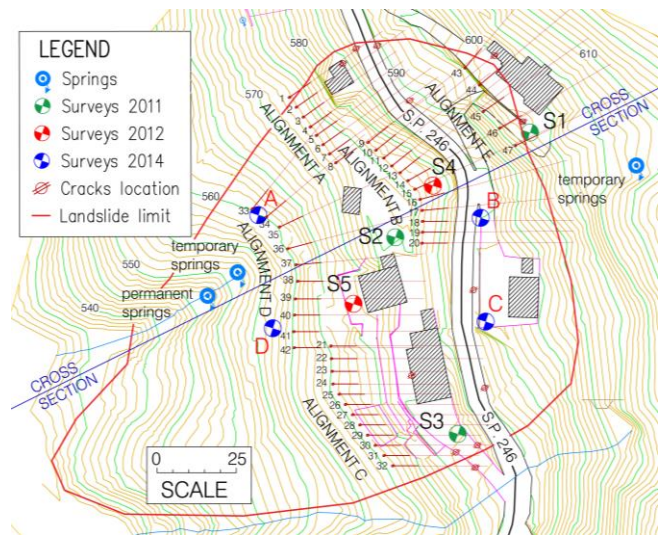 LEGEND
Springs
Surveys 2011
Surveys 2012
Surveys 2014
Cracks location
Landslide limit
580
570
560
550
540
590
600
610
S.P. 246
S.P. 246
CROSS
SECTION
CROSS
SECTION
ALIGNMENT A
ALIGNMENT B
ALIGNMENT C
ALIGNMENT D
ALIGNMENT E
S1
S2
S3
S4
S5
A
B
C
D
temporary
springs
temporary
springs
permanent
springs
1
2
3
4
5
6
7
8
9
10
11
12
13
14
15
16
17
18
19
20
21
22
23
24
25
26
27
28
29
30
31
32
33
34
35
36
37
38
39
40
41
42
43
44
45
46
47
0
25
SCALE